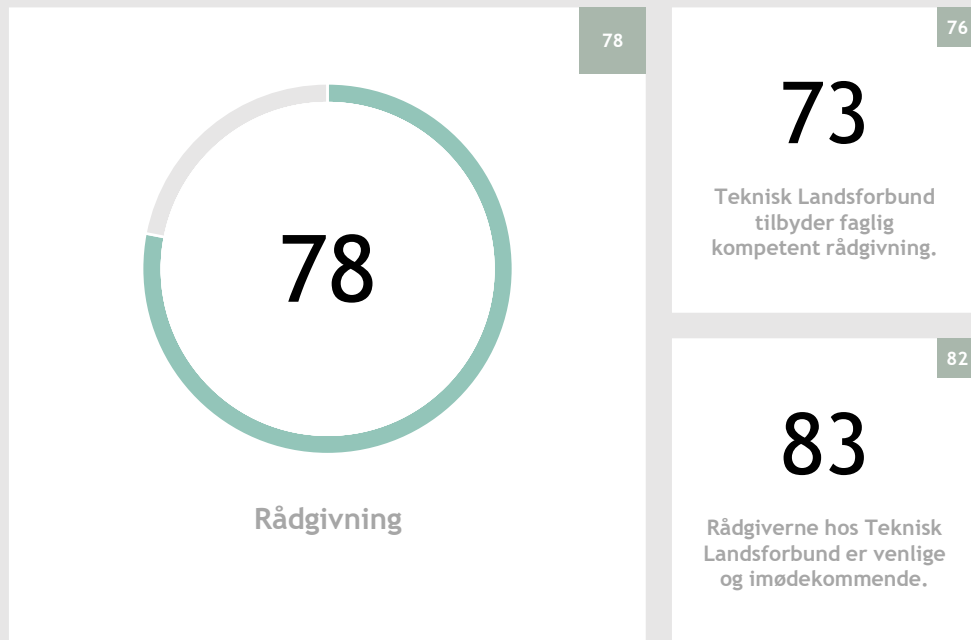 78
78
Rådgivning
76
73
Teknisk Landsforbund
tilbyder faglig
kompetent rådgivning.
82
83
Rådgiverne hos Teknisk
Landsforbund er venlige
og imødekommende.